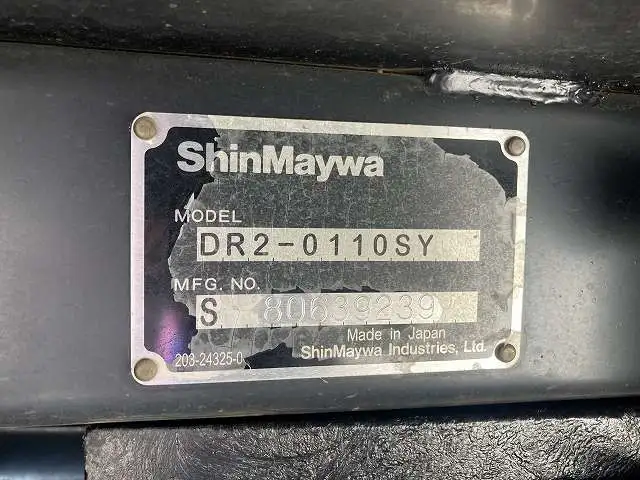 ShinMaywa
MODEL
DR2-0110SY
MFG. NO.
S 80639239
Made in Japan
203-24325-0 ShinMaywa Industries, Ltd.